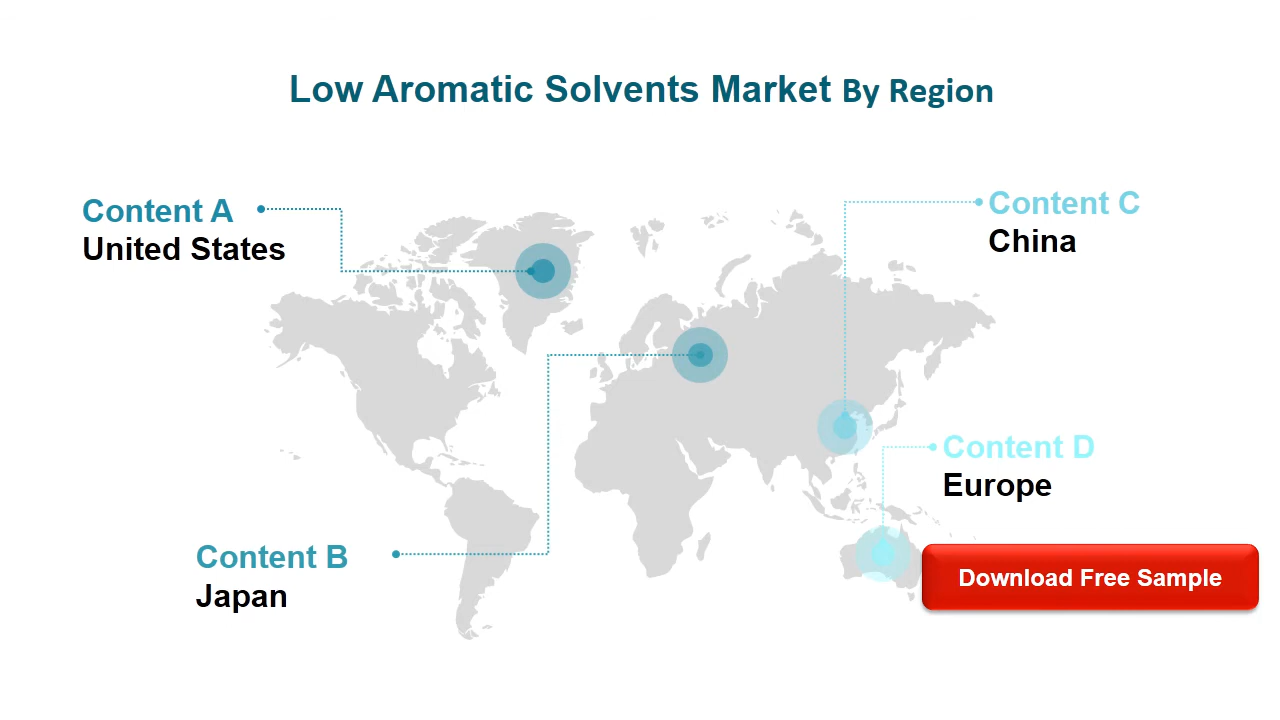 Low Aromatic Solvents Market By Region
Content A
United States
Content C
China
Content D
Europe
Content B
Japan
Download Free Sample